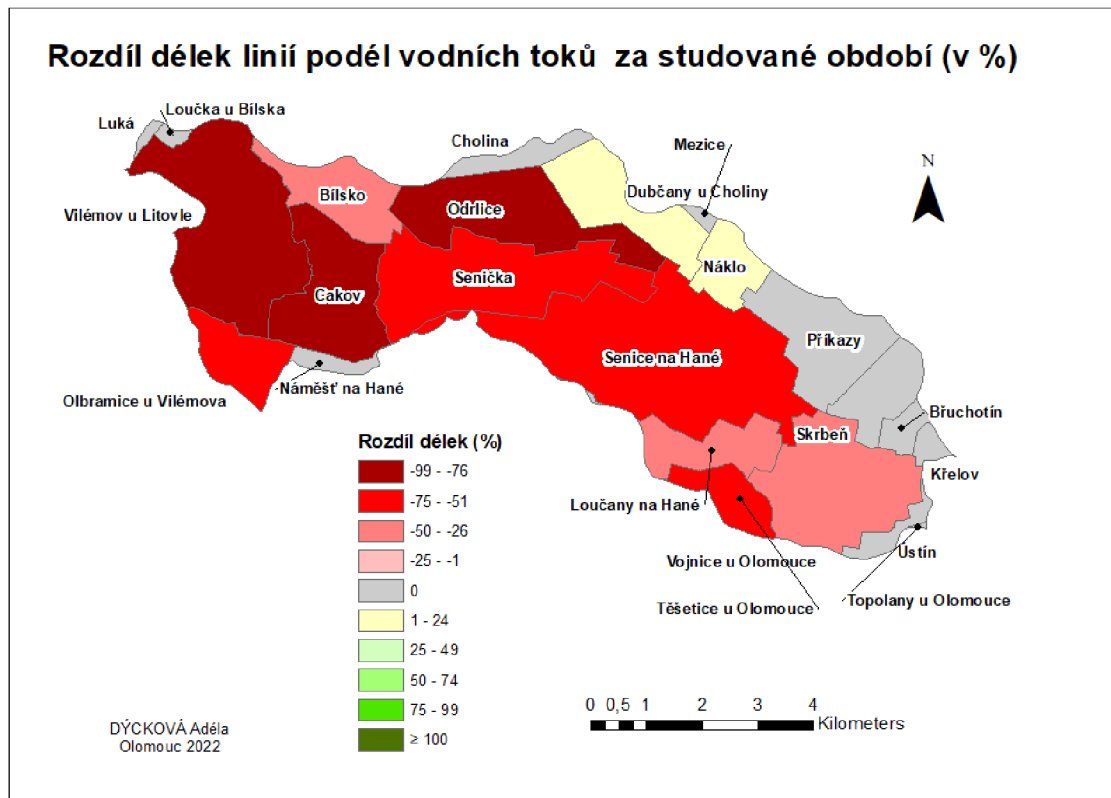 Rozdíl délek linií podél vodních toků  za studované období (v %)
Loučka u Bílska
Luká
Cholina
Mezice
N
Bílsko
Dubčany u Choliny
Vilémov u Litovle
Odrlice
Náklo
Senička
Cakov
Příkazy
Senice na Hané
Náměšť na Hané
Olbramice u Vilémova
Břuchotín
Skrbeň
Křelov
Loučany na Hané
Ústín
Vojnice u Olomouce
Těšetice u Olomouce
Topolany u Olomouce
Rozdíl délek (%)
-99 - -76
-75 - -51
-50 - -26
-25 - -1
0
1 - 24
25 - 49
50 - 74
75 - 99
≥ 100
0 0,5 1 2 3 4
Kilometers
DÝCKOVÁ Adéla
Olomouc 2022